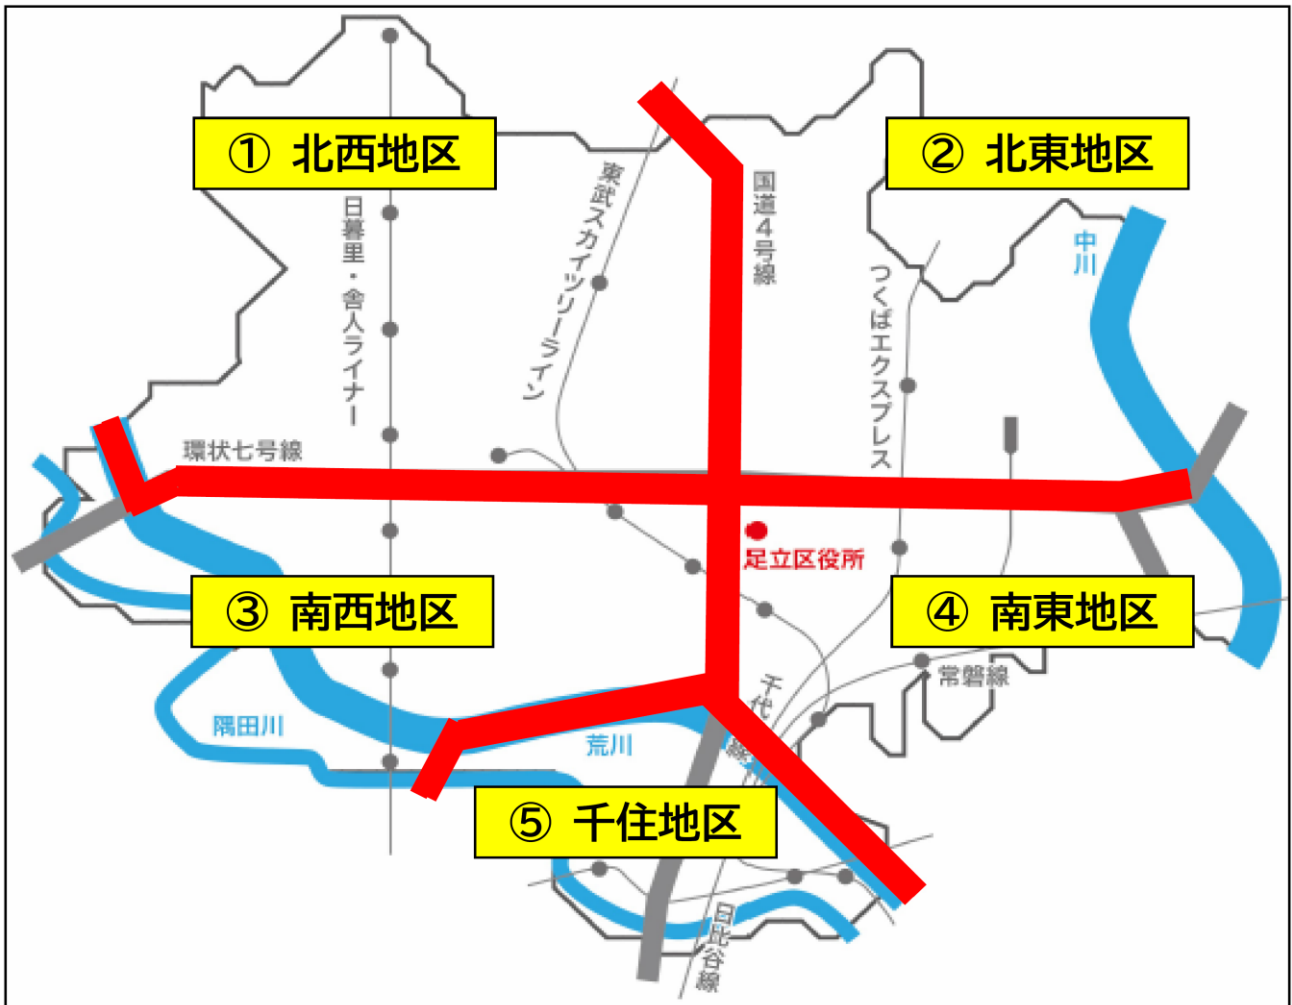 ① 北西地区
② 北東地区
東武スカイツリーライン
国道4号線
日暮里・舎人ライナー
中川
つくばエクスプレス
環状七号線
足立区役所
③ 南西地区
④ 南東地区
常磐線
千代
線
隅田川
荒川
⑤ 千住地区
日比谷線